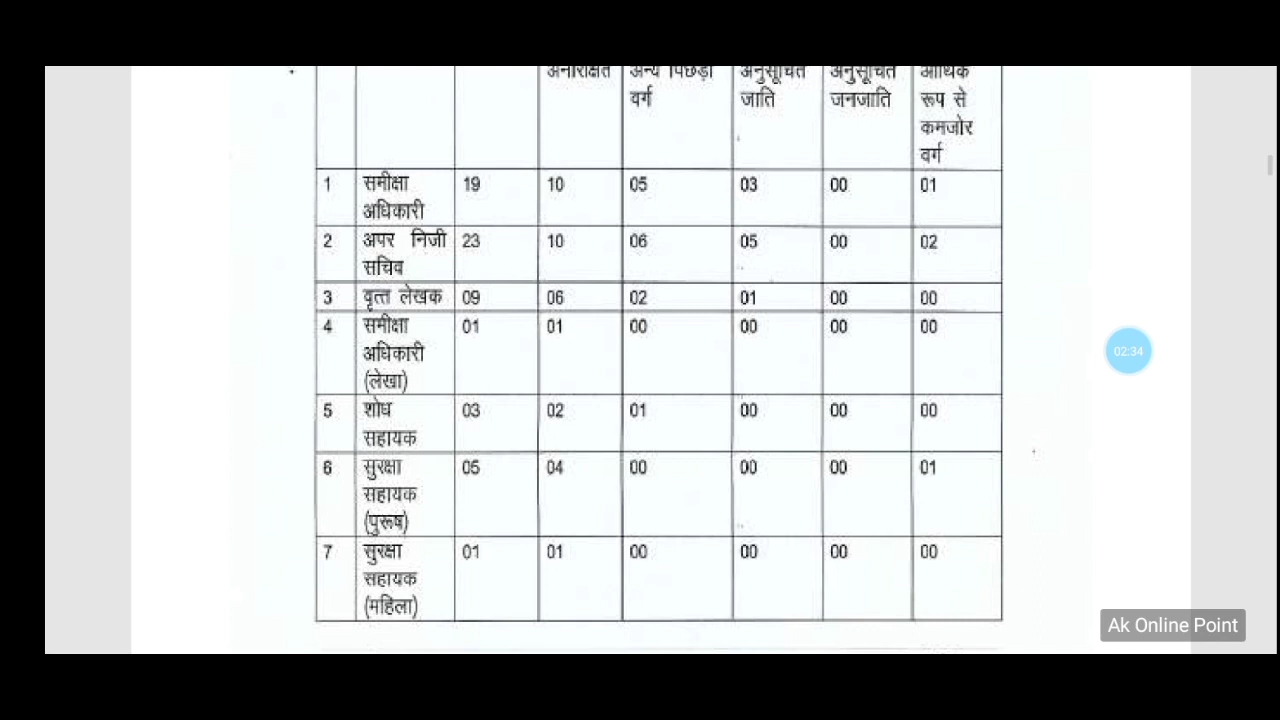 अनारक्षित अन्य पिछड़ा वर्ग अनुसूचित जाति अनुसूचित जनजाति आर्थिक रूप से कमजोर वर्ग
1 समीक्षा अधिकारी 19 10 05 03 00 01
2 अपर निजी सचिव 23 10 06 05 00 02
3 वृत्त लेखक 09 06 02 01 00 00
4 समीक्षा अधिकारी (लेखा) 01 01 00 00 00 00
5 शोध सहायक 03 02 01 00 00 00
6 सुरक्षा सहायक (पुरूष) 05 04 00 00 00 01
7 सुरक्षा सहायक (महिला) 01 01 00 00 00 00
02:34
Ak Online Point